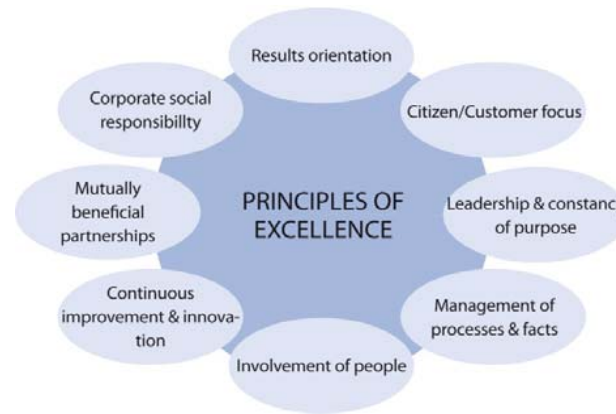 Results orientation
Citizen/Customer focus
Leadership & constanc
of purpose
Management of
processes & facts
Involvement of people
Continuous
improvement & innova-
tion
Mutually
beneficial
partnerships
Corporate social
responsibillty
PRINCIPLES OF
EXCELLENCE